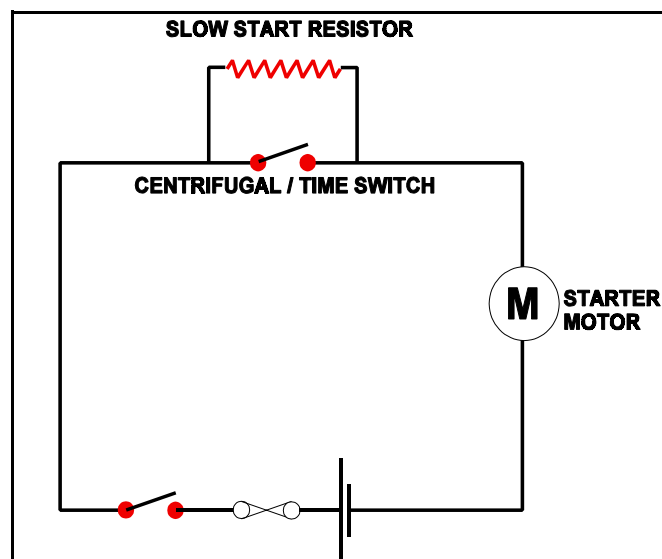 SLOW START RESISTOR
CENTRIFUGAL / TIME SWITCH
M
STARTER
MOTOR